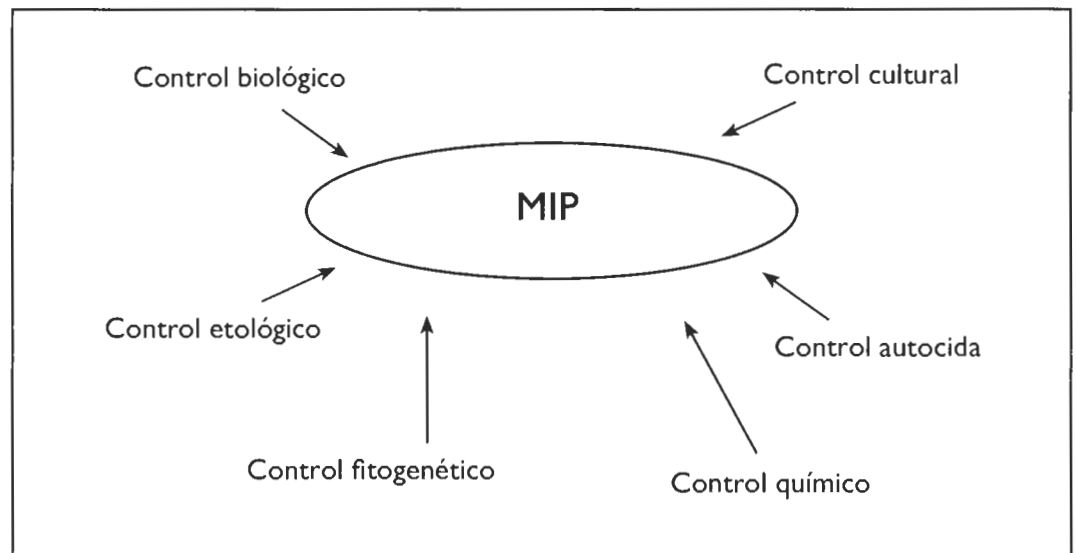 Control biológico
Control cultural
MIP
Control etológico
Control autocida
Control fitogenético
Control químico